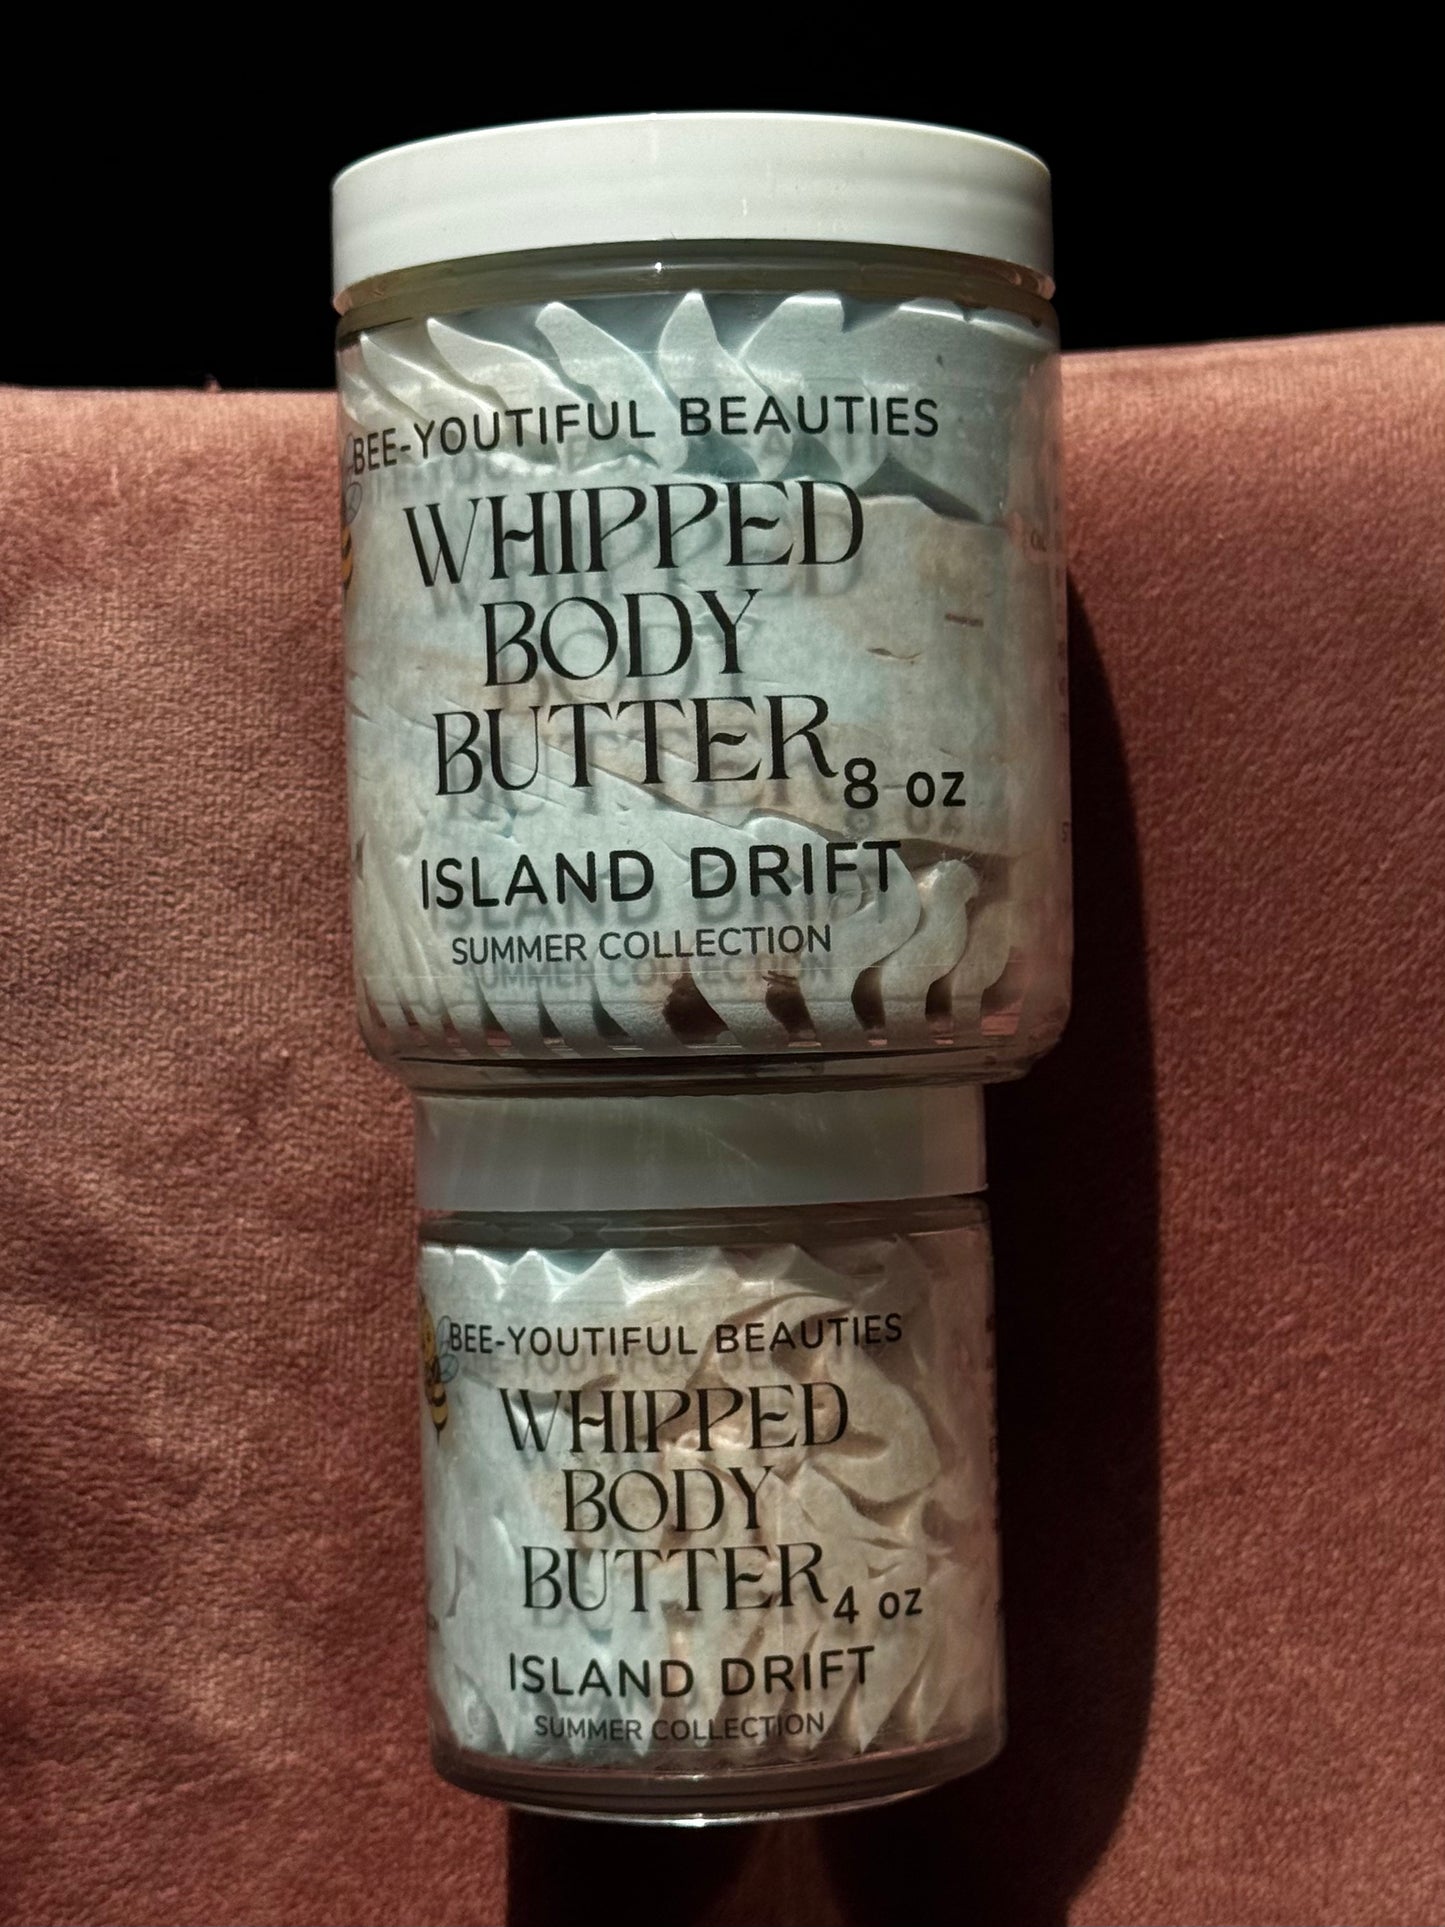 BEE-YOUTIFUL BEAUTIES
WHIPPED
BODY
BUTTER
8 oz
ISLAND DRIFT
SUMMER COLLECTION
BEE-YOUTIFUL BEAUTIES
WHIPPED
BODY
BUTTER
4 oz
ISLAND DRIFT
SUMMER COLLECTION